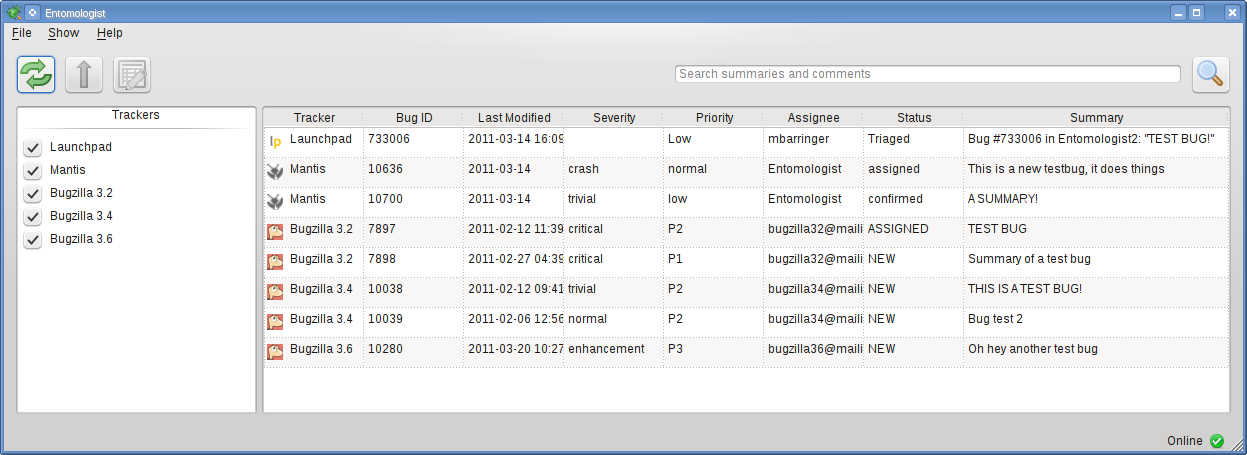 Entomologist
File Show Help
Search summaries and comments
Trackers
Launchpad
Mantis
Bugzilla 3.2
Bugzilla 3.4
Bugzilla 3.6
Tracker Bug ID Last Modified Severity Priority Assignee Status Summary
lp Launchpad 733006 2011-03-14 16:09 Low mbarringer Triaged Bug #733006 in Entomologist2: "TEST BUG!"
Mantis 10636 2011-03-14 crash normal Entomologist assigned This is a new testbug, it does things
Mantis 10700 2011-03-14 trivial low Entomologist confirmed A SUMMARY!
Bugzilla 3.2 7897 2011-02-12 11:39 critical P2 bugzilla32@maili ASSIGNED TEST BUG
Bugzilla 3.2 7898 2011-02-27 04:39 critical P1 bugzilla32@maili NEW Summary of a test bug
Bugzilla 3.4 10038 2011-02-12 09:41 trivial P2 bugzilla34@maili NEW THIS IS A TEST BUG!
Bugzilla 3.4 10039 2011-02-06 12:56 normal P2 bugzilla34@maili NEW Bug test 2
Bugzilla 3.6 10280 2011-03-20 10:27 enhancement P3 bugzilla36@maili NEW Oh hey another test bug
Online